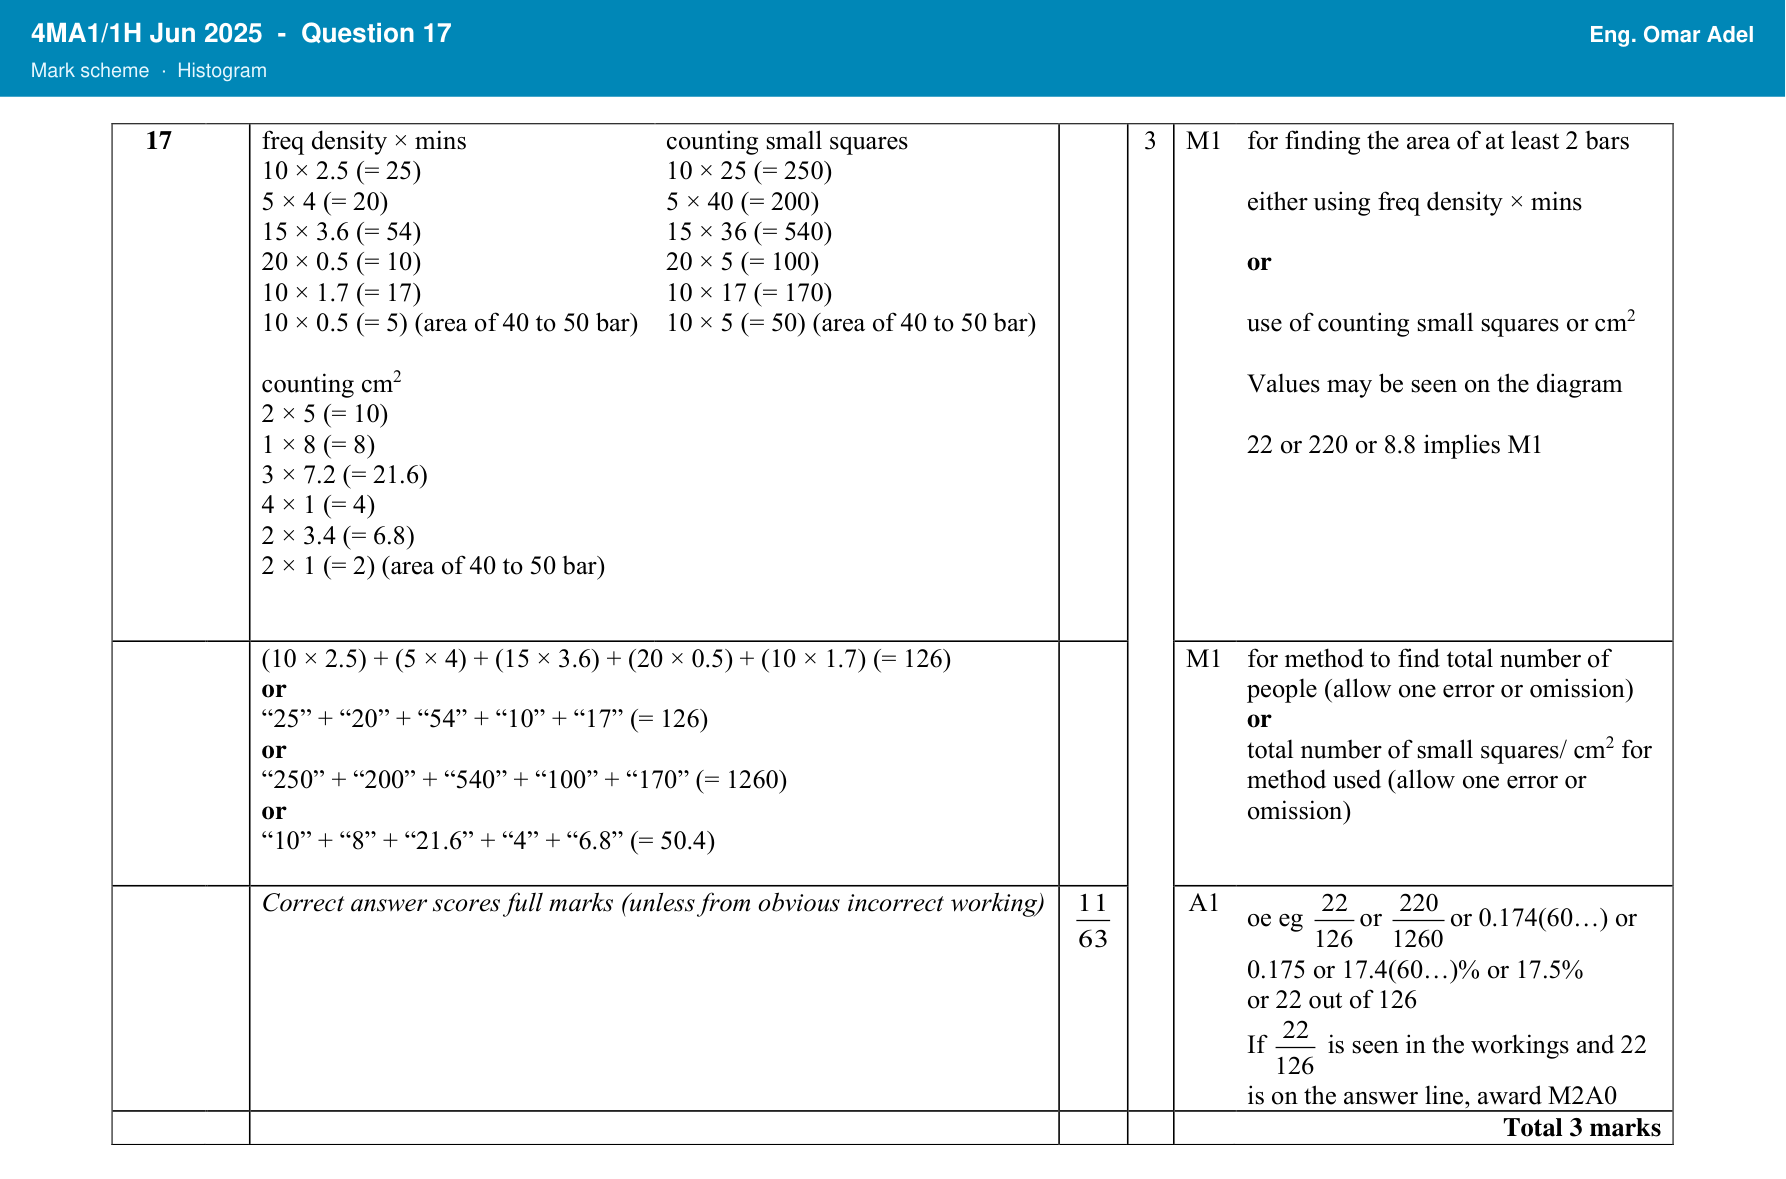 4MA1/1H Jun 2025 - Question 17
Eng. Omar Adel
Mark scheme · Histogram
17
freq density × mins
10 × 2.5 (= 25)
5 × 4 (= 20)
15 × 3.6 (= 54)
20 × 0.5 (= 10)
10 × 1.7 (= 17)
10 × 0.5 (= 5) (area of 40 to 50 bar)
counting small squares
10 × 25 (= 250)
5 × 40 (= 200)
15 × 36 (= 540)
20 × 5 (= 100)
10 × 17 (= 170)
10 × 5 (= 50) (area of 40 to 50 bar)
counting cm²
2 × 5 (= 10)
1 × 8 (= 8)
3 × 7.2 (= 21.6)
4 × 1 (= 4)
2 × 3.4 (= 6.8)
2 × 1 (= 2) (area of 40 to 50 bar)
3
M1 for finding the area of at least 2 bars
either using freq density × mins
or
use of counting small squares or cm²
Values may be seen on the diagram
22 or 220 or 8.8 implies M1
(10 × 2.5) + (5 × 4) + (15 × 3.6) + (20 × 0.5) + (10 × 1.7) (= 126)
or
“25” + “20” + “54” + “10” + “17” (= 126)
or
“250” + “200” + “540” + “100” + “170” (= 1260)
or
“10” + “8” + “21.6” + “4” + “6.8” (= 50.4)
M1 for method to find total number of
people (allow one error or omission)
or
total number of small squares/ cm² for
method used (allow one error or
omission)
Correct answer scores full marks (unless from obvious incorrect working)
11/63
A1 oe eg 22/126 or 220/1260 or 0.174(60…) or
0.175 or 17.4(60…)% or 17.5%
or 22 out of 126
If 22/126 is seen in the workings and 22
is on the answer line, award M2A0
Total 3 marks